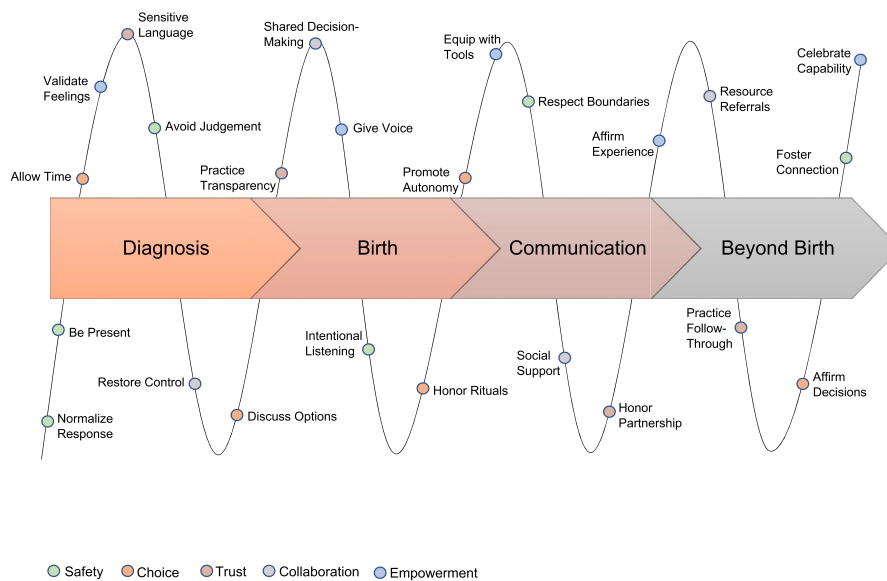 Sensitive
Language
Validate
Feelings
Avoid Judgement
Allow Time
Shared Decision-
Making
Give Voice
Practice
Transparency
Equip with
Tools
Respect Boundaries
Promote
Autonomy
Affirm
Experience
Resource
Referrals
Celebrate
Capability
Foster
Connection
Diagnosis
Birth
Communication
Beyond Birth
Be Present
Normalize
Response
Restore Control
Discuss Options
Intentional
Listening
Honor Rituals
Social
Support
Honor
Partnership
Practice
Follow-
Through
Affirm
Decisions
Safety
Choice
Trust
Collaboration
Empowerment